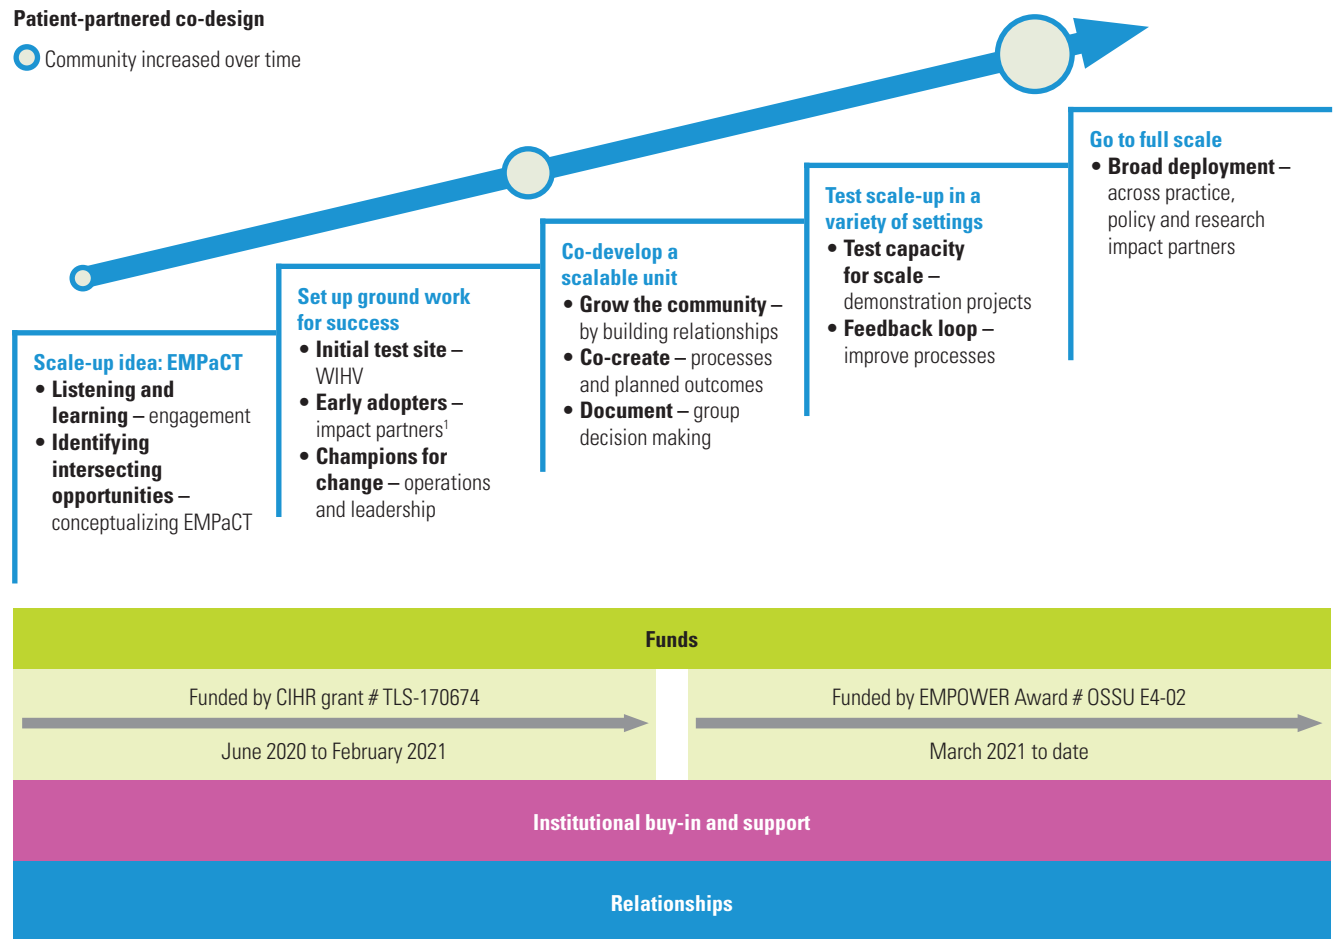 Patient-partnered co-design
Community increased over time
Scale-up idea: EMPaCT
• Listening and
learning – engagement
• Identifying
intersecting
opportunities –
conceptualizing EMPaCT
Set up ground work
for success
• Initial test site –
WIHV
• Early adopters –
impact partners¹
• Champions for
change – operations
and leadership
Co-develop a
scalable unit
• Grow the community –
by building relationships
• Co-create – processes
and planned outcomes
• Document – group
decision making
Test scale-up in a
variety of settings
• Test capacity
for scale –
demonstration projects
• Feedback loop –
improve processes
Go to full scale
• Broad deployment –
across practice,
policy and research
impact partners
Funds
Funded by CIHR grant # TLS-170674
June 2020 to February 2021
Funded by EMPOWER Award # OSSU E4-02
March 2021 to date
Institutional buy-in and support
Relationships